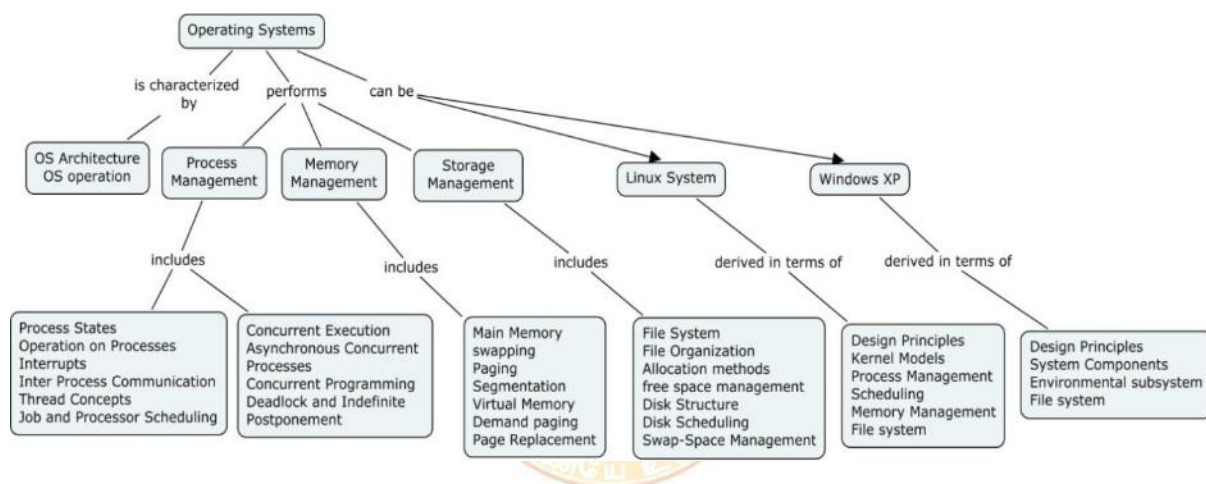 Operating Systems
is characterized
by
performs
can be
OS Architecture
OS operation
Process
Management
Memory
Management
Storage
Management
Linux System
Windows XP
includes
includes
includes
derived in terms of
derived in terms of
Process States
Operation on Processes
Interrupts
Inter Process Communication
Thread Concepts
Job and Processor Scheduling
Concurrent Execution
Asynchronous Concurrent
Processes
Concurrent Programming
Deadlock and Indefinite
Postponement
Main Memory
swapping
Paging
Segmentation
Virtual Memory
Demand paging
Page Replacement
File System
File Organization
Allocation methods
free space management
Disk Structure
Disk Scheduling
Swap-Space Management
Design Principles
Kernel Models
Process Management
Scheduling
Memory Management
File system
Design Principles
System Components
Environmental subsystem
File system